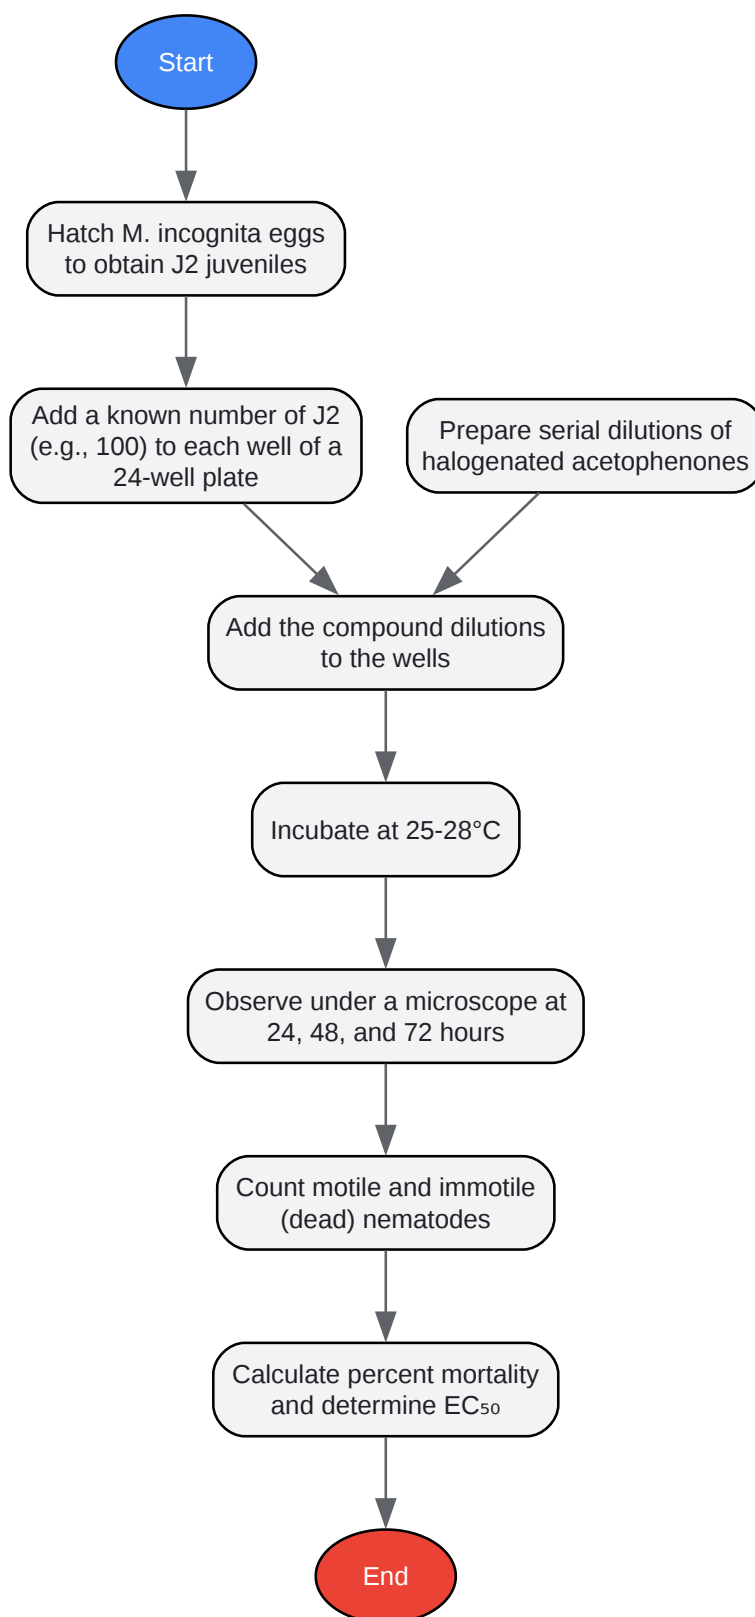 Start
Hatch M. incognita eggs
to obtain J2 juveniles
Add a known number of J2
(e.g., 100) to each well of a
24-well plate
Prepare serial dilutions of
halogenated acetophenones
Add the compound dilutions
to the wells
Incubate at 25-28°C
Observe under a microscope at
24, 48, and 72 hours
Count motile and immotile
(dead) nematodes
Calculate percent mortality
and determine EC₅₀
End